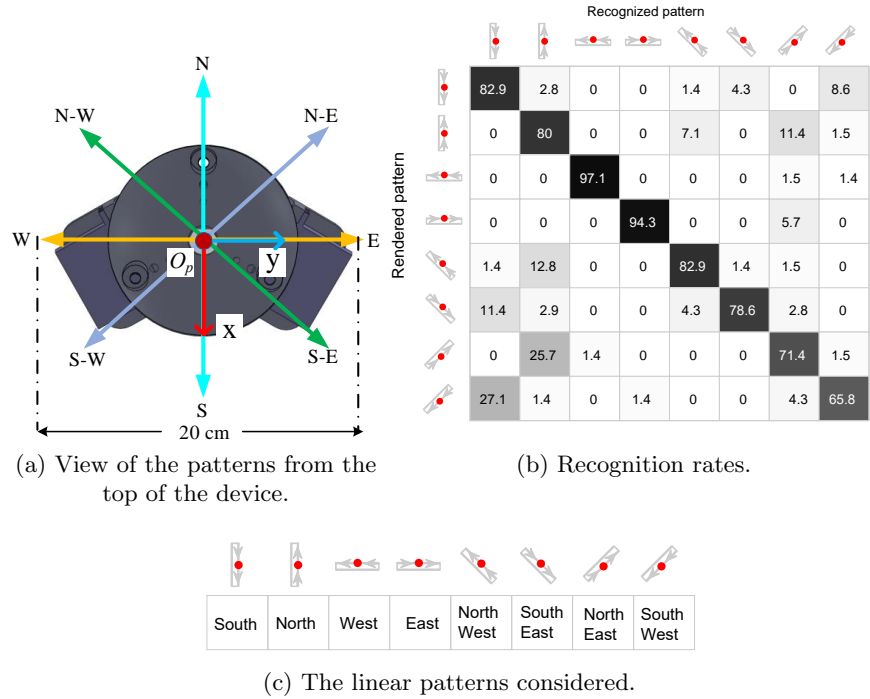 N
N-W
N-E
W
E
O_p
y
x
S-W
S-E
S
20 cm
(a) View of the patterns from the
top of the device.
Recognized pattern
Rendered pattern
82.9 2.8 0 0 1.4 4.3 0 8.6
0 80 0 0 7.1 0 11.4 1.5
0 0 97.1 0 0 0 1.5 1.4
0 0 0 94.3 0 0 5.7 0
1.4 12.8 0 0 82.9 1.4 1.5 0
11.4 2.9 0 0 4.3 78.6 2.8 0
0 25.7 1.4 0 0 0 71.4 1.5
27.1 1.4 0 1.4 0 0 4.3 65.8
(b) Recognition rates.
South North West East North West South East North East South West
(c) The linear patterns considered.